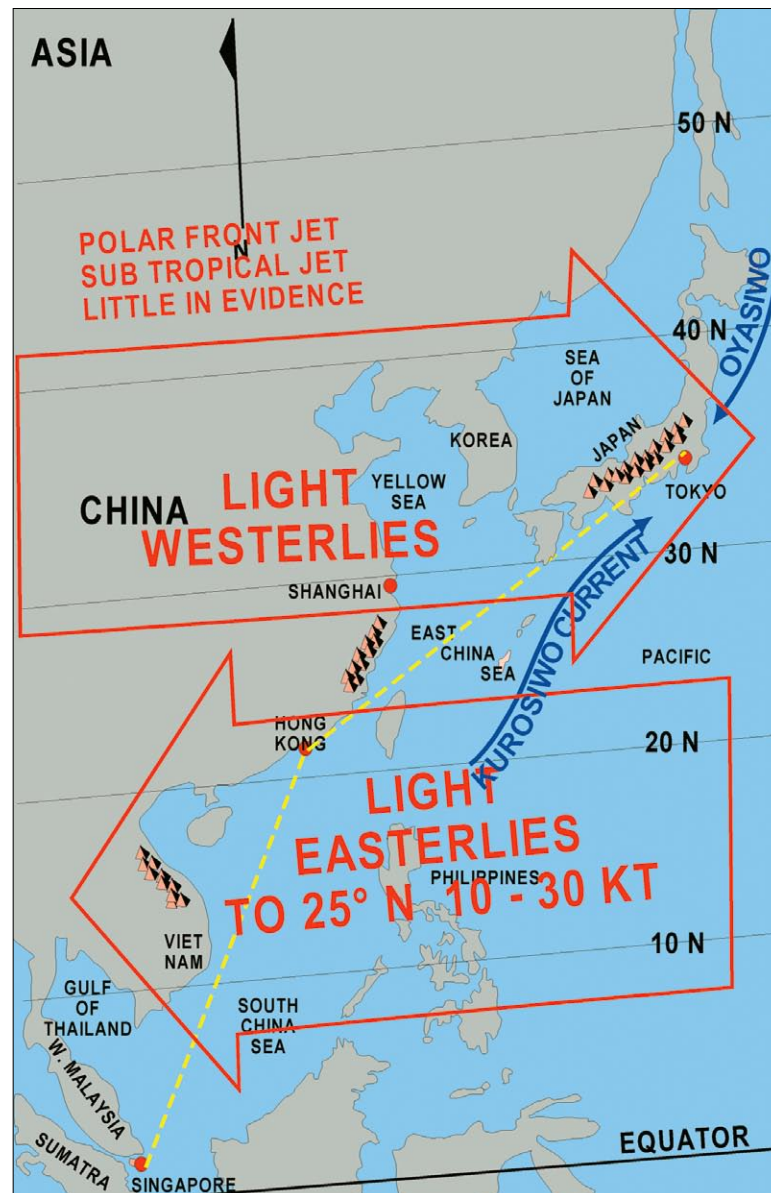 ASIA
50 N
N
POLAR FRONT JET
SUB TROPICAL JET
LITTLE IN EVIDENCE
OYASIWO
40 N
SEA
OF
JAPAN
JAPAN
KOREA
TOKYO
YELLOW
SEA
CHINA
LIGHT
WESTERLIES
30 N
SHANGHAI
EAST
CHINA
SEA
KUROSIWO CURRENT
PACIFIC
HONG
KONG
20 N
LIGHT
EASTERLIES
TO 25° N 10 - 30 KT
PHILIPPINES
VIET
NAM
10 N
GULF
OF
THAILAND
SOUTH
CHINA
SEA
W. MALAYSIA
SUMATRA
SINGAPORE
EQUATOR